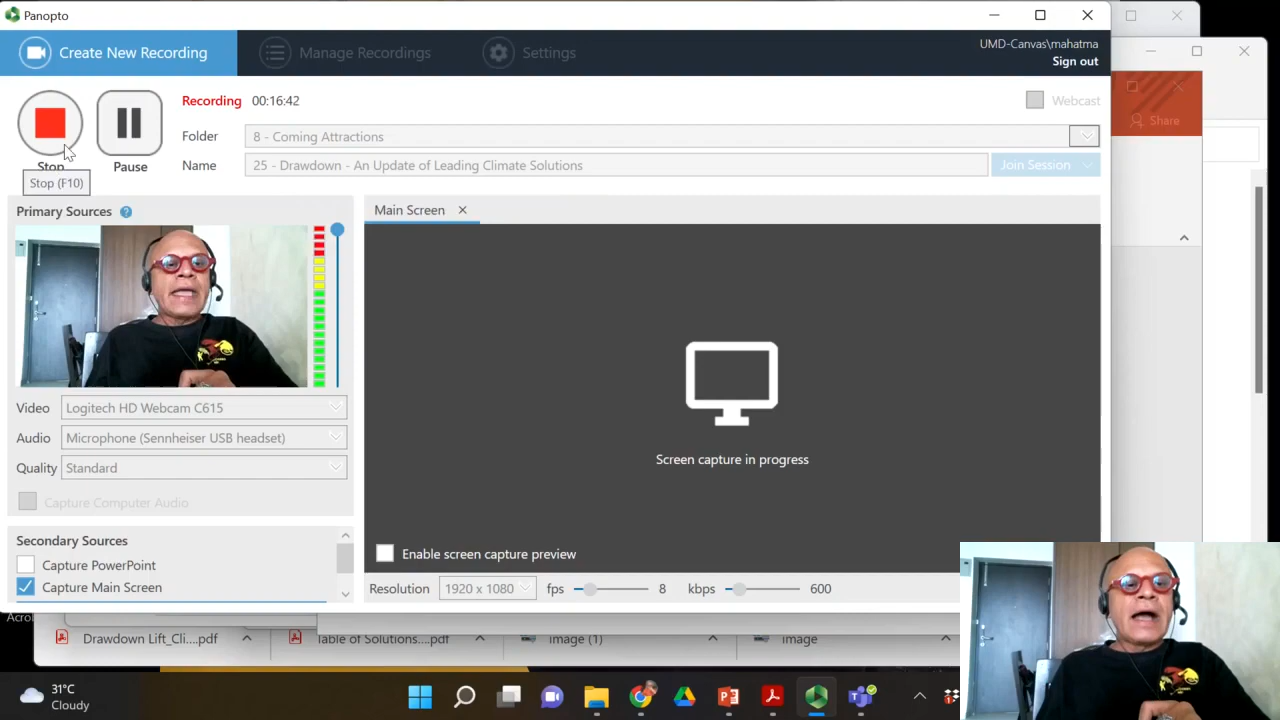 Panopto
Create New Recording
Manage Recordings
Settings
UMD-Canvas\mahatma
Sign out
Recording 00:16:42
Webcast
Folder
8 - Coming Attractions
Share
Stop
Pause
Name
25 - Drawdown - An Update of Leading Climate Solutions
Join Session
Stop (F10)
Primary Sources
Main Screen
Video
Logitech HD Webcam C615
Audio
Microphone (Sennheiser USB headset)
Quality
Standard
Capture Computer Audio
Screen capture in progress
Secondary Sources
Capture PowerPoint
Capture Main Screen
Enable screen capture preview
Resolution 1920 x 1080 fps 8 kbps 600
Acro
Drawdown Lift_Cli....pdf
Table of Solutions....pdf
image (1)
image
31°C
Cloudy